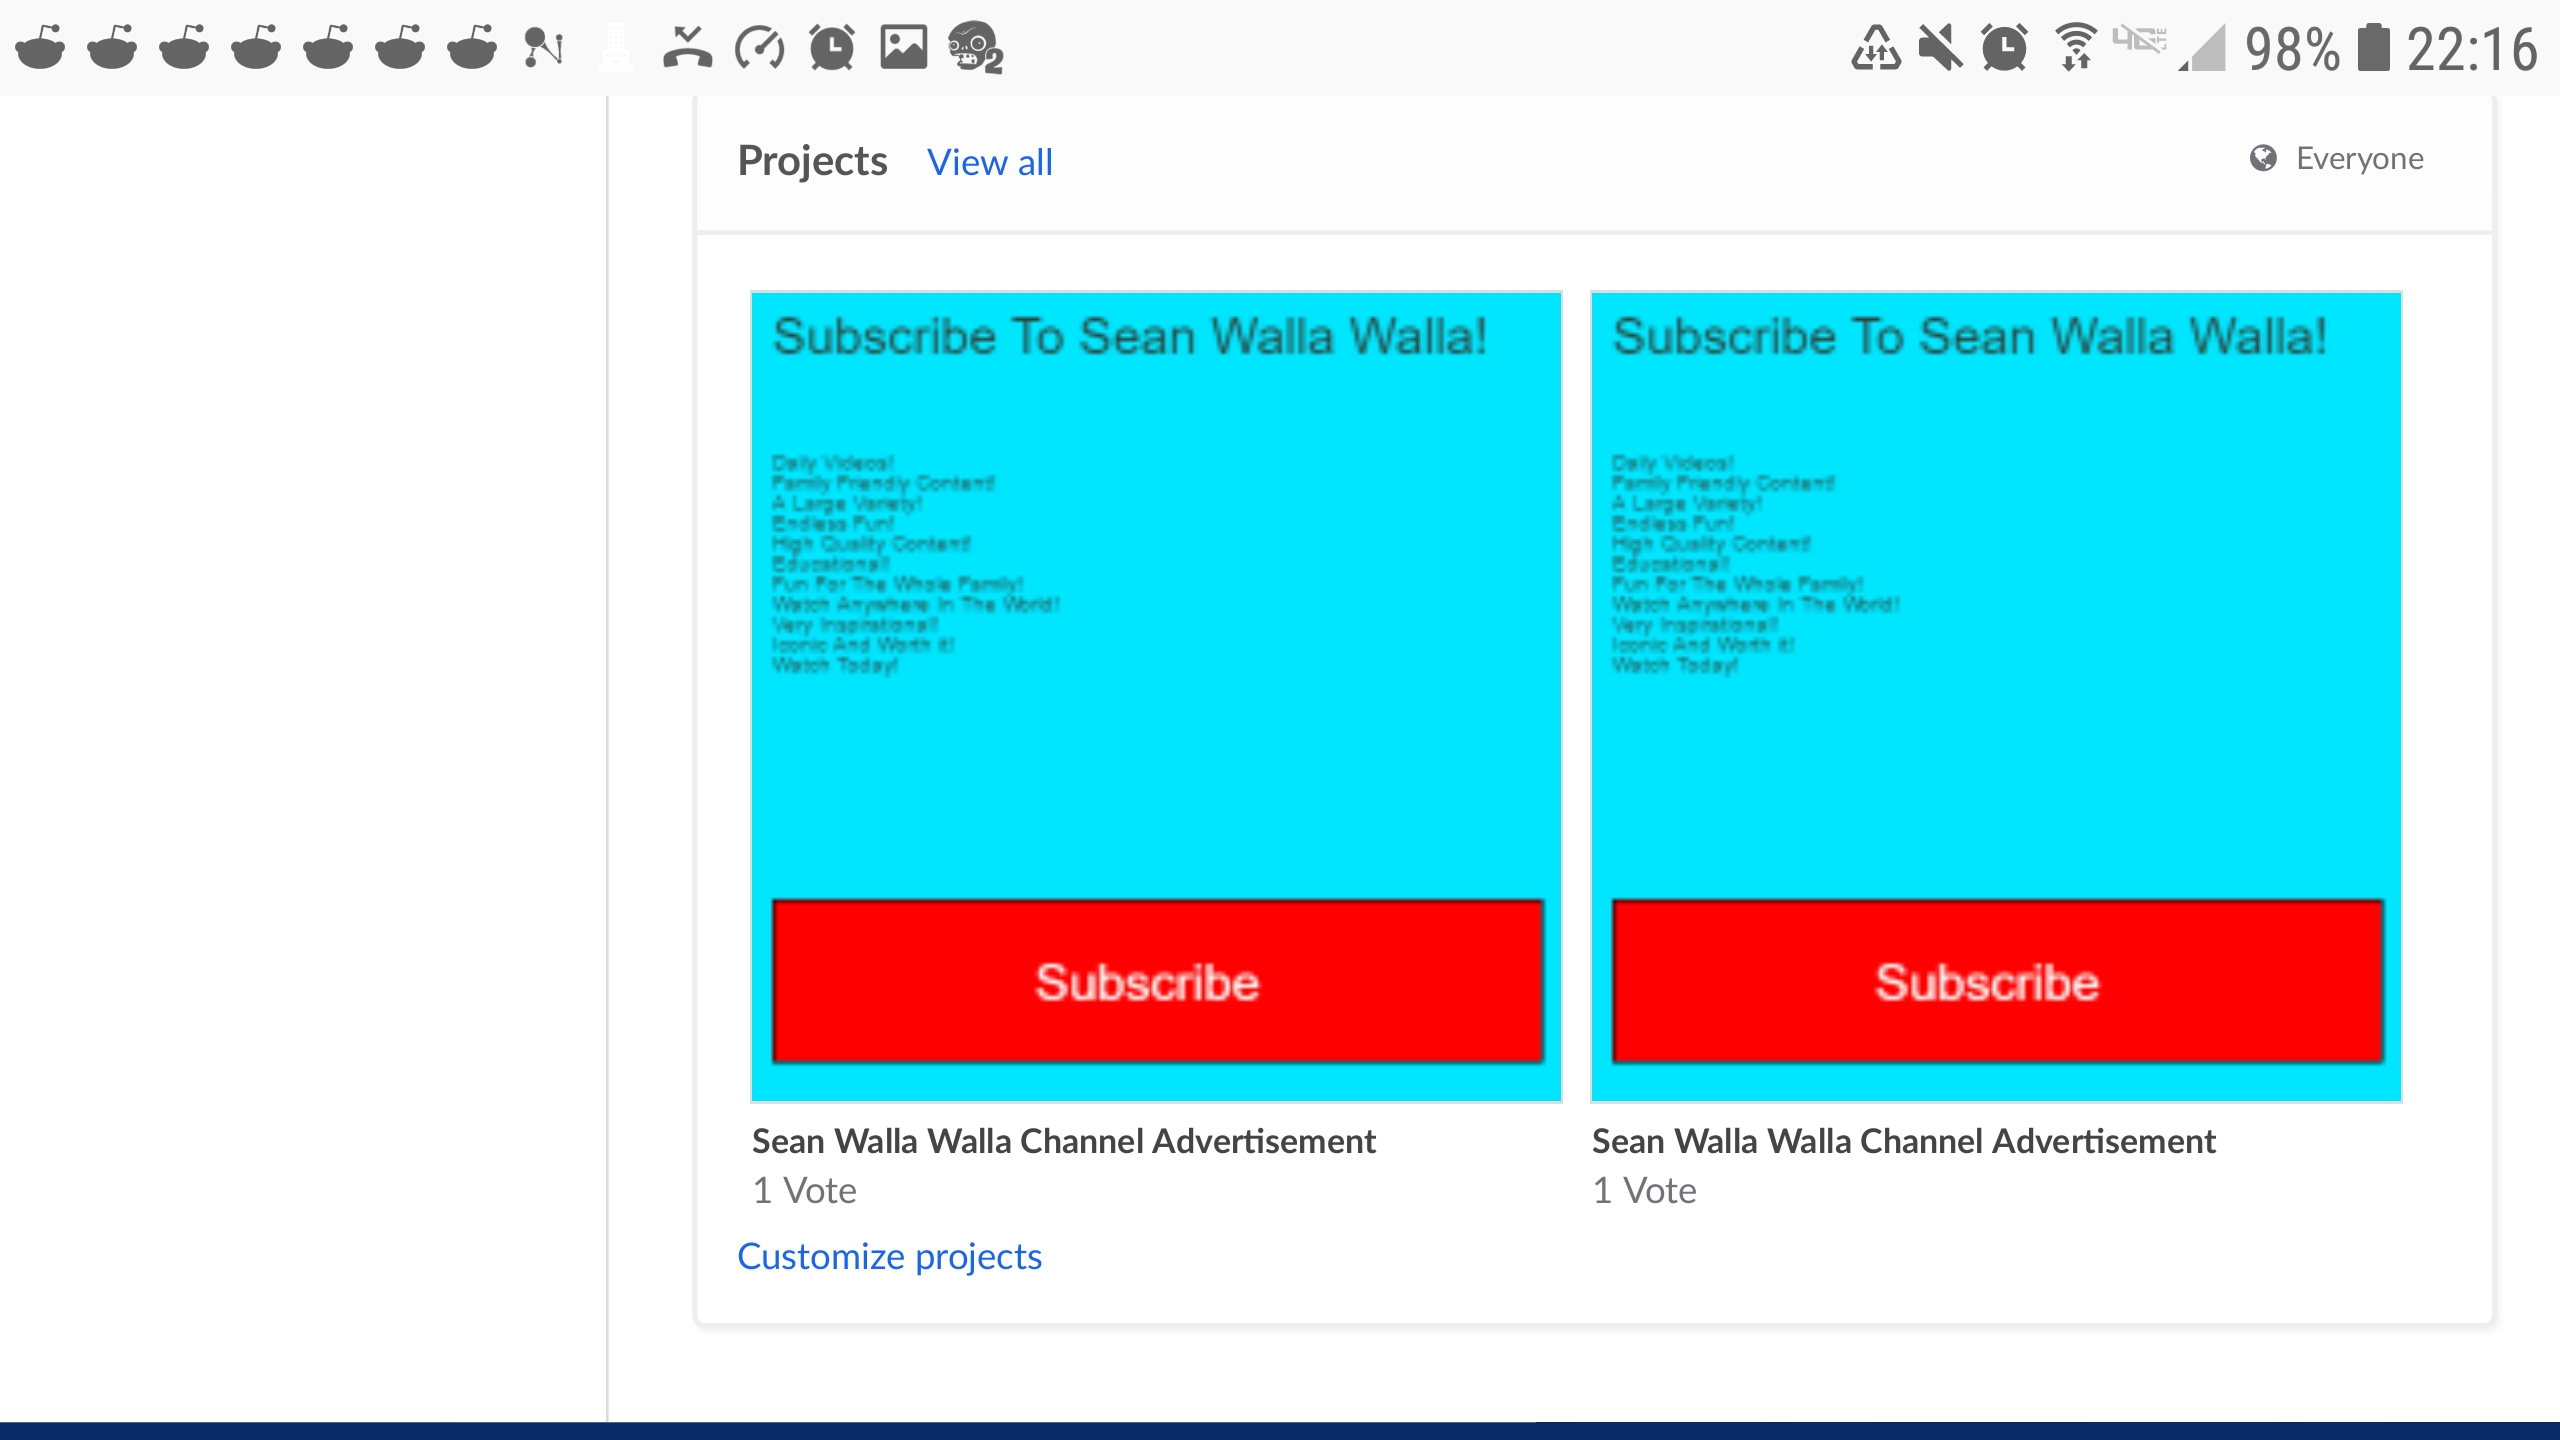 98% 22:16
Projects View all Everyone
Subscribe To Sean Walla Walla!
Daily Videos!
Family Friendly Content!
A Large Variety!
Endless Fun!
High Quality Content!
Educational!
Fun For The Whole Family!
Watch Anywhere In The World!
Very Inspirational!
Iconic And Worth It!
Watch Today!
Subscribe
Sean Walla Walla Channel Advertisement
1 Vote
Subscribe To Sean Walla Walla!
Daily Videos!
Family Friendly Content!
A Large Variety!
Endless Fun!
High Quality Content!
Educational!
Fun For The Whole Family!
Watch Anywhere In The World!
Very Inspirational!
Iconic And Worth It!
Watch Today!
Subscribe
Sean Walla Walla Channel Advertisement
1 Vote
Customize projects